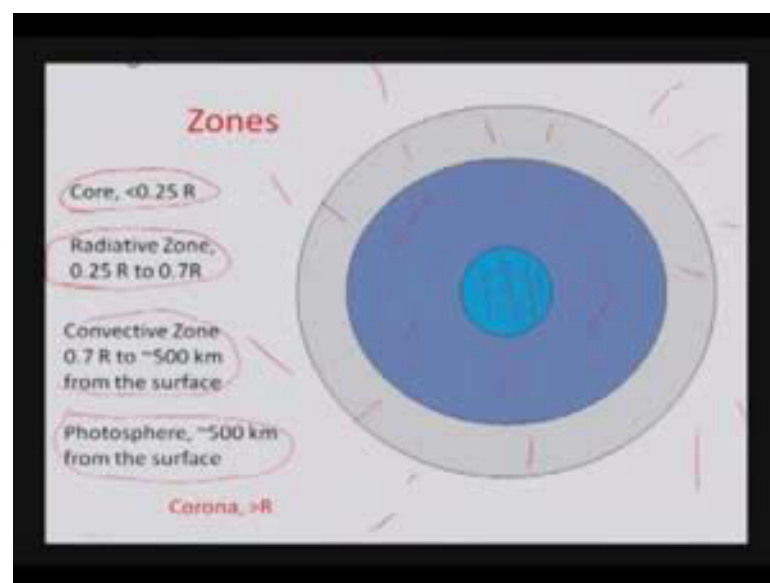 Zones
Core, <0.25 R
Radiative Zone,
0.25 R to 0.7R
Convective Zone
0.7 R to ~500 km
from the surface
Photosphere, ~500 km
from the surface
Corona, >R